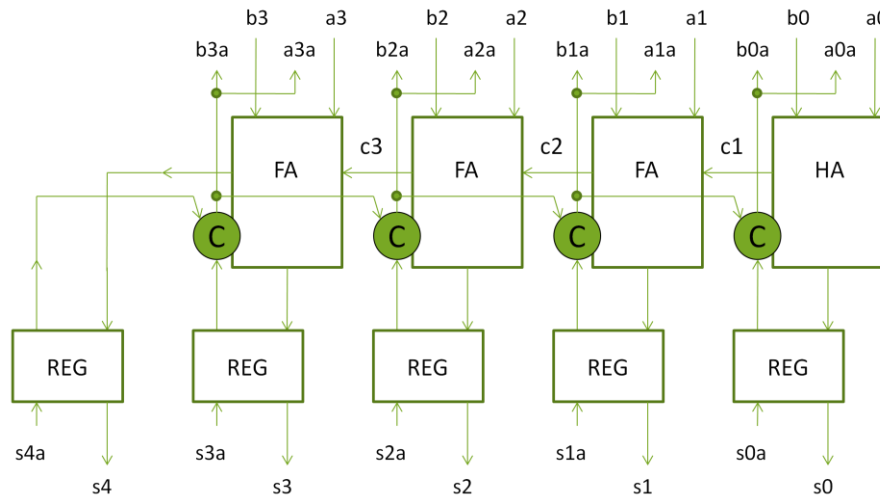 b3 a3 b2 a2 b1 a1 b0 a0
b3a a3a b2a a2a b1a a1a b0a a0a
c3 c2 c1
FA FA FA HA
C C C C
REG REG REG REG REG
s4a s3a s2a s1a s0a
s4 s3 s2 s1 s0